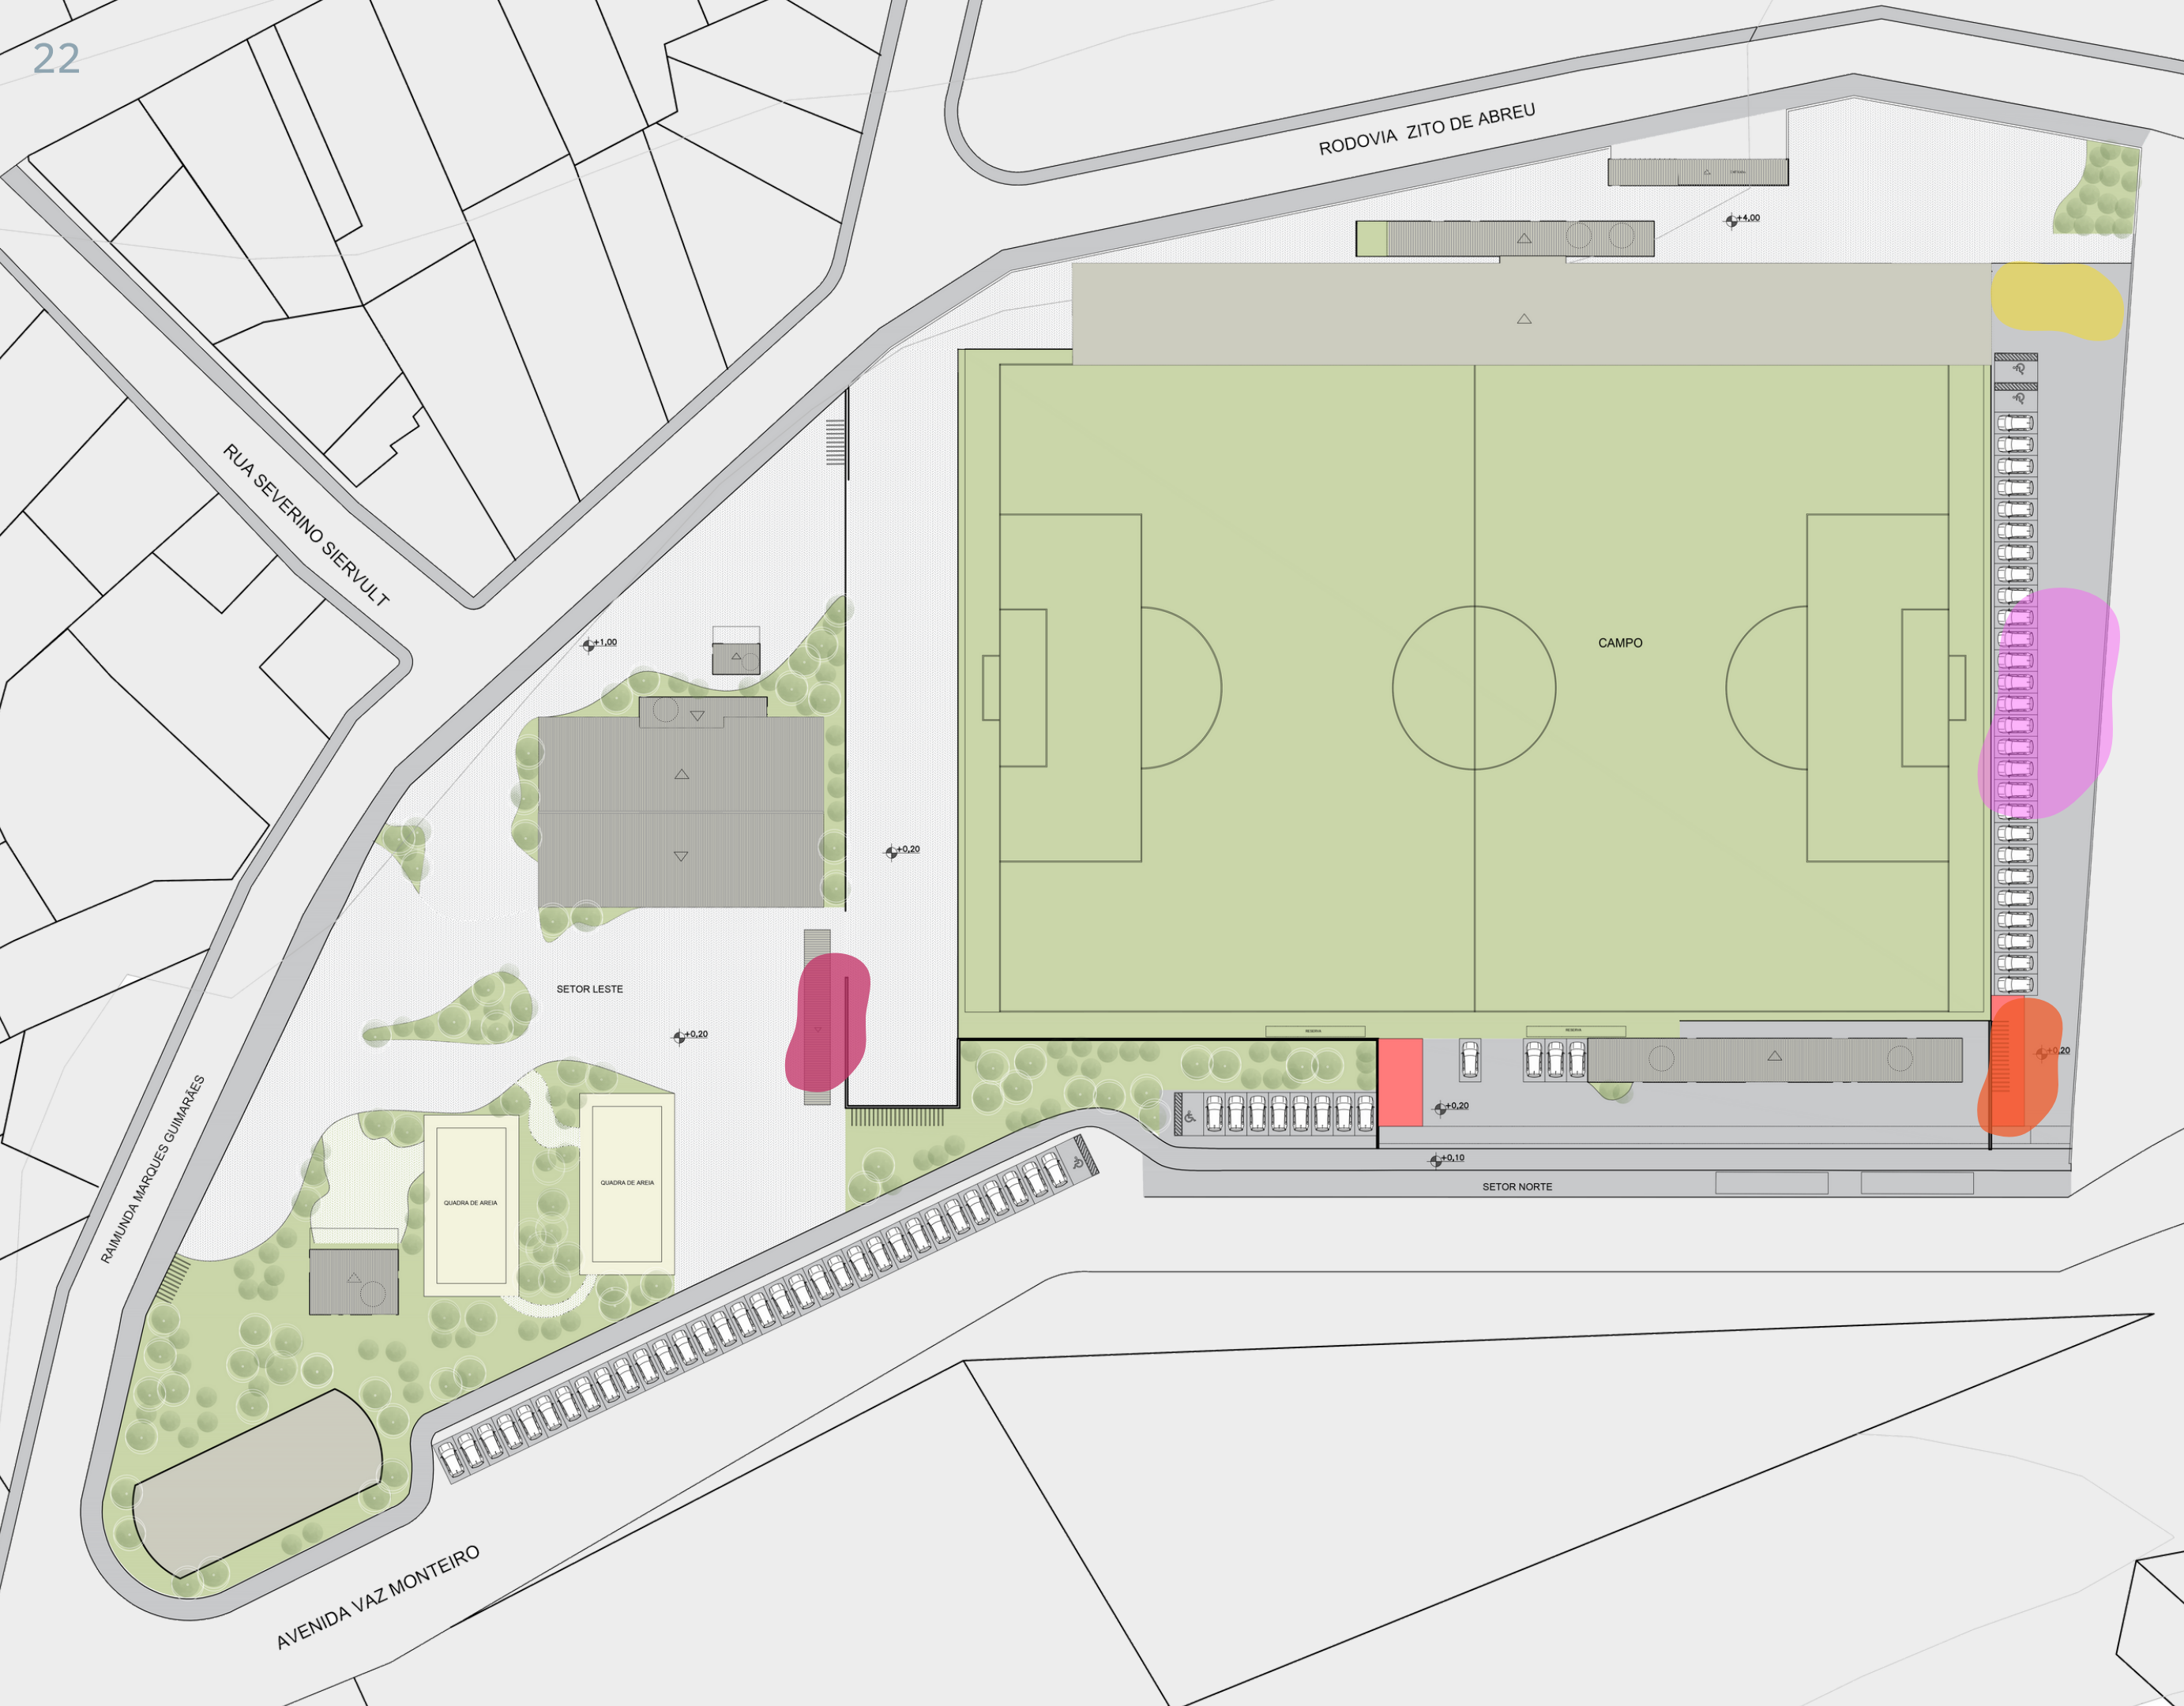 22
RODOVIA  ZITO DE ABREU
+4,00
RUA SEVERINO SIERVULT
+1,00
CAMPO
+0,20
SETOR LESTE
+0,20
RESERVA
RESERVA
+0,20
+0,20
RAIMUNDA MARQUES GUIMARÃES
+0,10
QUADRA DE AREIA
QUADRA DE AREIA
SETOR NORTE
AVENIDA VAZ MONTEIRO